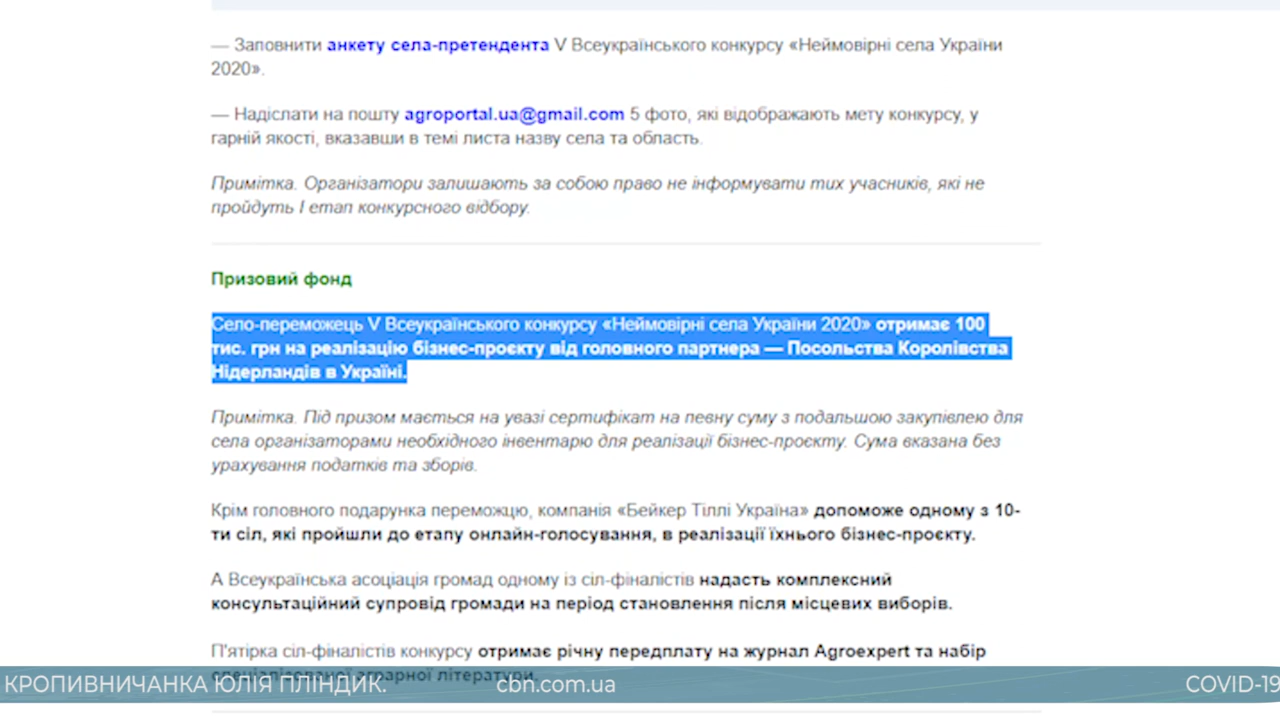 — Заповнити анкету села-претендента V Всеукраїнського конкурсу «Неймовірні села України
2020».
— Надіслати на пошту agroportal.ua@gmail.com 5 фото, які відображають мету конкурсу, у
гарній якості, вказавши в темі листа назву села та область.
Примітка. Організатори залишають за собою право не інформувати тих учасників, які не
пройдуть І етап конкурсного відбору.
Призовий фонд
Село-переможець V Всеукраїнського конкурсу «Неймовірні села України 2020» отримає 100
тис. грн на реалізацію бізнес-проєкту від головного партнера — Посольства Королівства
Нідерландів в Україні.
Примітка. Під призом мається на увазі сертифікат на певну суму з подальшою закупівлею для
села організаторами необхідного інвентарю для реалізації бізнес-проєкту. Сума вказана без
урахування податків та зборів.
Крім головного подарунка переможцю, компанія «Бейкер Тіллі Україна» допоможе одному з 10-
ти сіл, які пройшли до етапу онлайн-голосування, в реалізації їхнього бізнес-проєкту.
А Всеукраїнська асоціація громад одному із сіл-фіналістів надасть комплексний
консультаційний супровід громади на період становлення після місцевих виборів.
П'ятірка сіл-фіналістів конкурсу отримає річну передплату на журнал Agroexpert та набір
спеціалізованої аграрної літератури.
КРОПИВНИЧАНКА ЮЛІЯ ПЛІНДИК. cbn.com.ua COVID-19